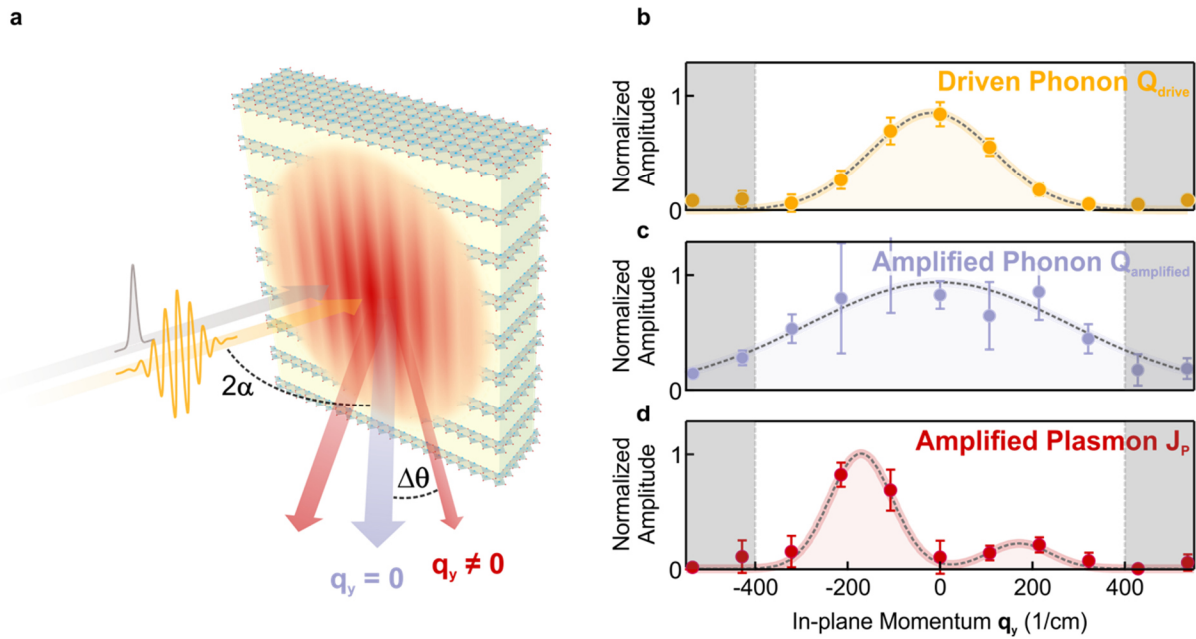 a
2α
Δθ
q_y = 0
q_y ≠ 0
b
Normalized
Amplitude
1
0
Driven Phonon Q_drive
c
Normalized
Amplitude
1
0
Amplified Phonon Q_amplified
d
Normalized
Amplitude
1
0
Amplified Plasmon J_P
-400
-200
0
200
400
In-plane Momentum q_y (1/cm)